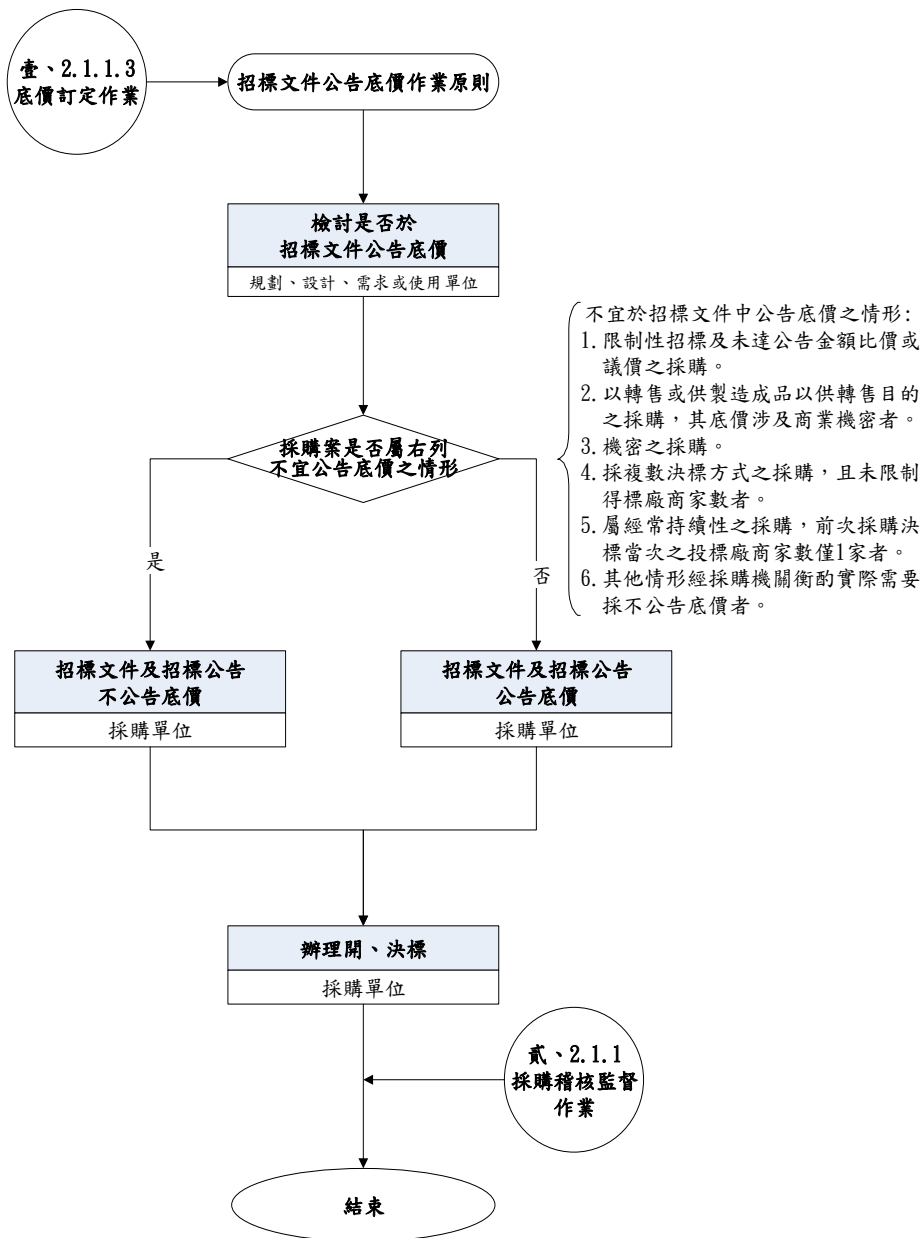 壹、2.1.1.3
底價訂定作業
招標文件公告底價作業原則
檢討是否於
招標文件公告底價
規劃、設計、需求或使用單位
採購案是否屬右列
不宜公告底價之情形
不宜於招標文件中公告底價之情形:
1.限制性招標及未達公告金額比價或
議價之採購。
2.以轉售或供製造成品以供轉售目的
之採購，其底價涉及商業機密者。
3.機密之採購。
4.採複數決標方式之採購，且未限制
得標廠商家數者。
5.屬經常持續性之採購，前次採購決
標當次之投標廠商家數僅1家者。
6.其他情形經採購機關衡酌實際需要
採不公告底價者。
是
否
招標文件及招標公告
不公告底價
採購單位
招標文件及招標公告
公告底價
採購單位
辦理開、決標
採購單位
貳、2.1.1
採購稽核監督
作業
結束